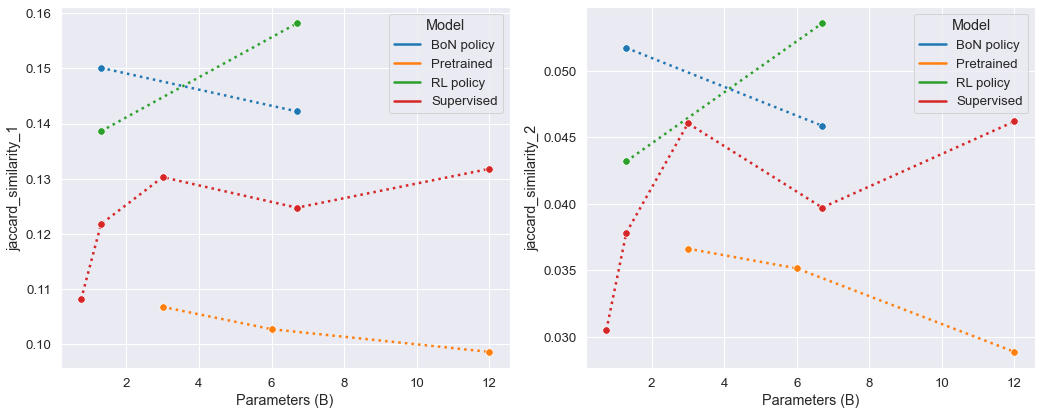 0.16
0.15
0.14
0.13
0.12
0.11
0.10
jaccard_similarity_1
2
4
6
8
10
12
Parameters (B)
Model
BoN policy
Pretrained
RL policy
Supervised
0.050
0.045
0.040
0.035
0.030
jaccard_similarity_2
2
4
6
8
10
12
Parameters (B)
Model
BoN policy
Pretrained
RL policy
Supervised